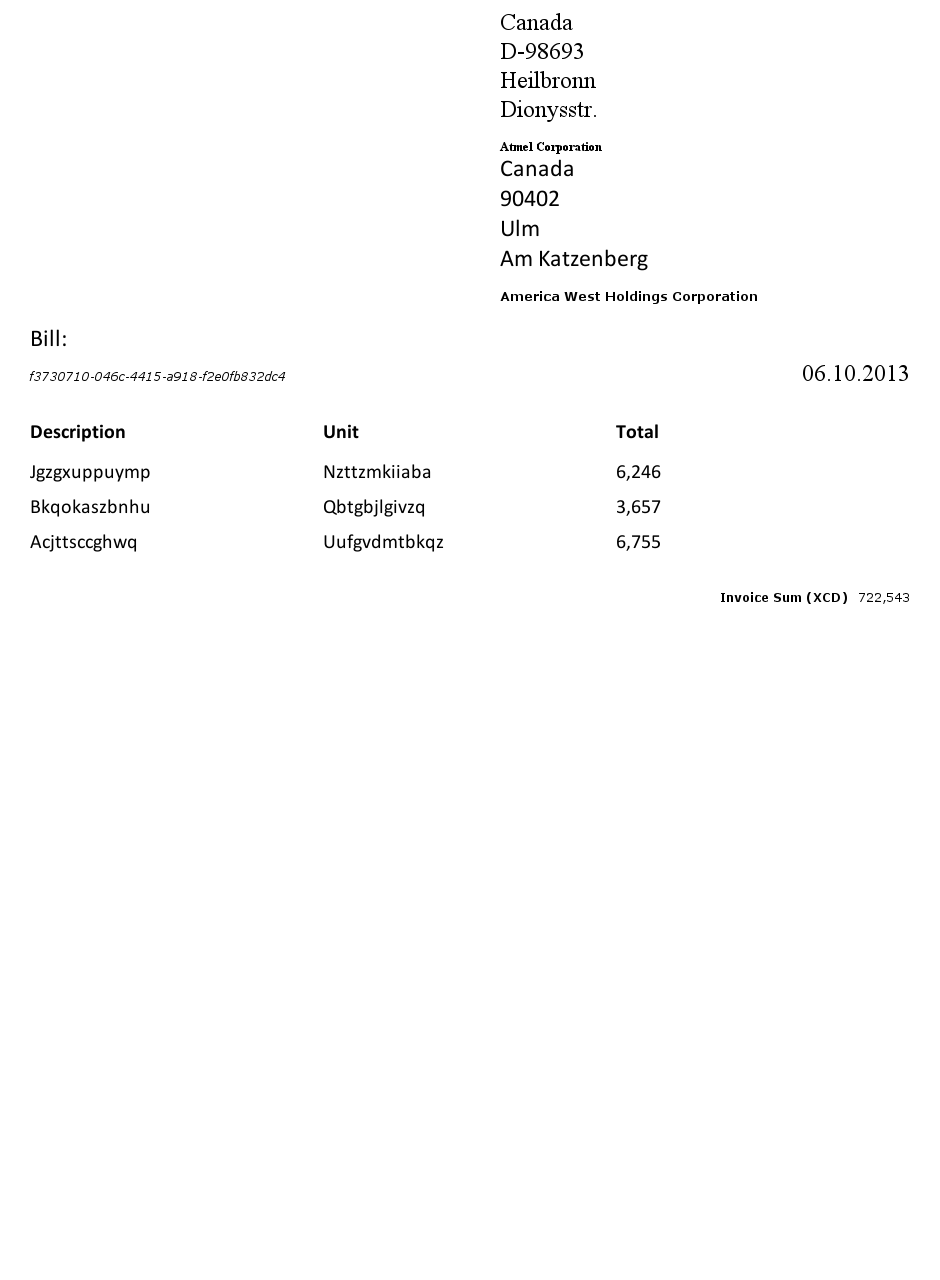 Canada
D-98693
Heilbronn
Dionysstr.
Atmel Corporation
Canada
90402
Ulm
Am Katzenberg
America West Holdings Corporation
Bill:
f3730710-046c-4415-a918-f2e0fb832dc4 06.10.2013
Description Unit Total
Jgzgxuppuymp Nzttzmkiiaba 6,246
Bkqokaszbnhu Qbtgbjlgivzq 3,657
Acjttsccghwq Uufgvdmtbkqz 6,755
Invoice Sum (XCD) 722,543